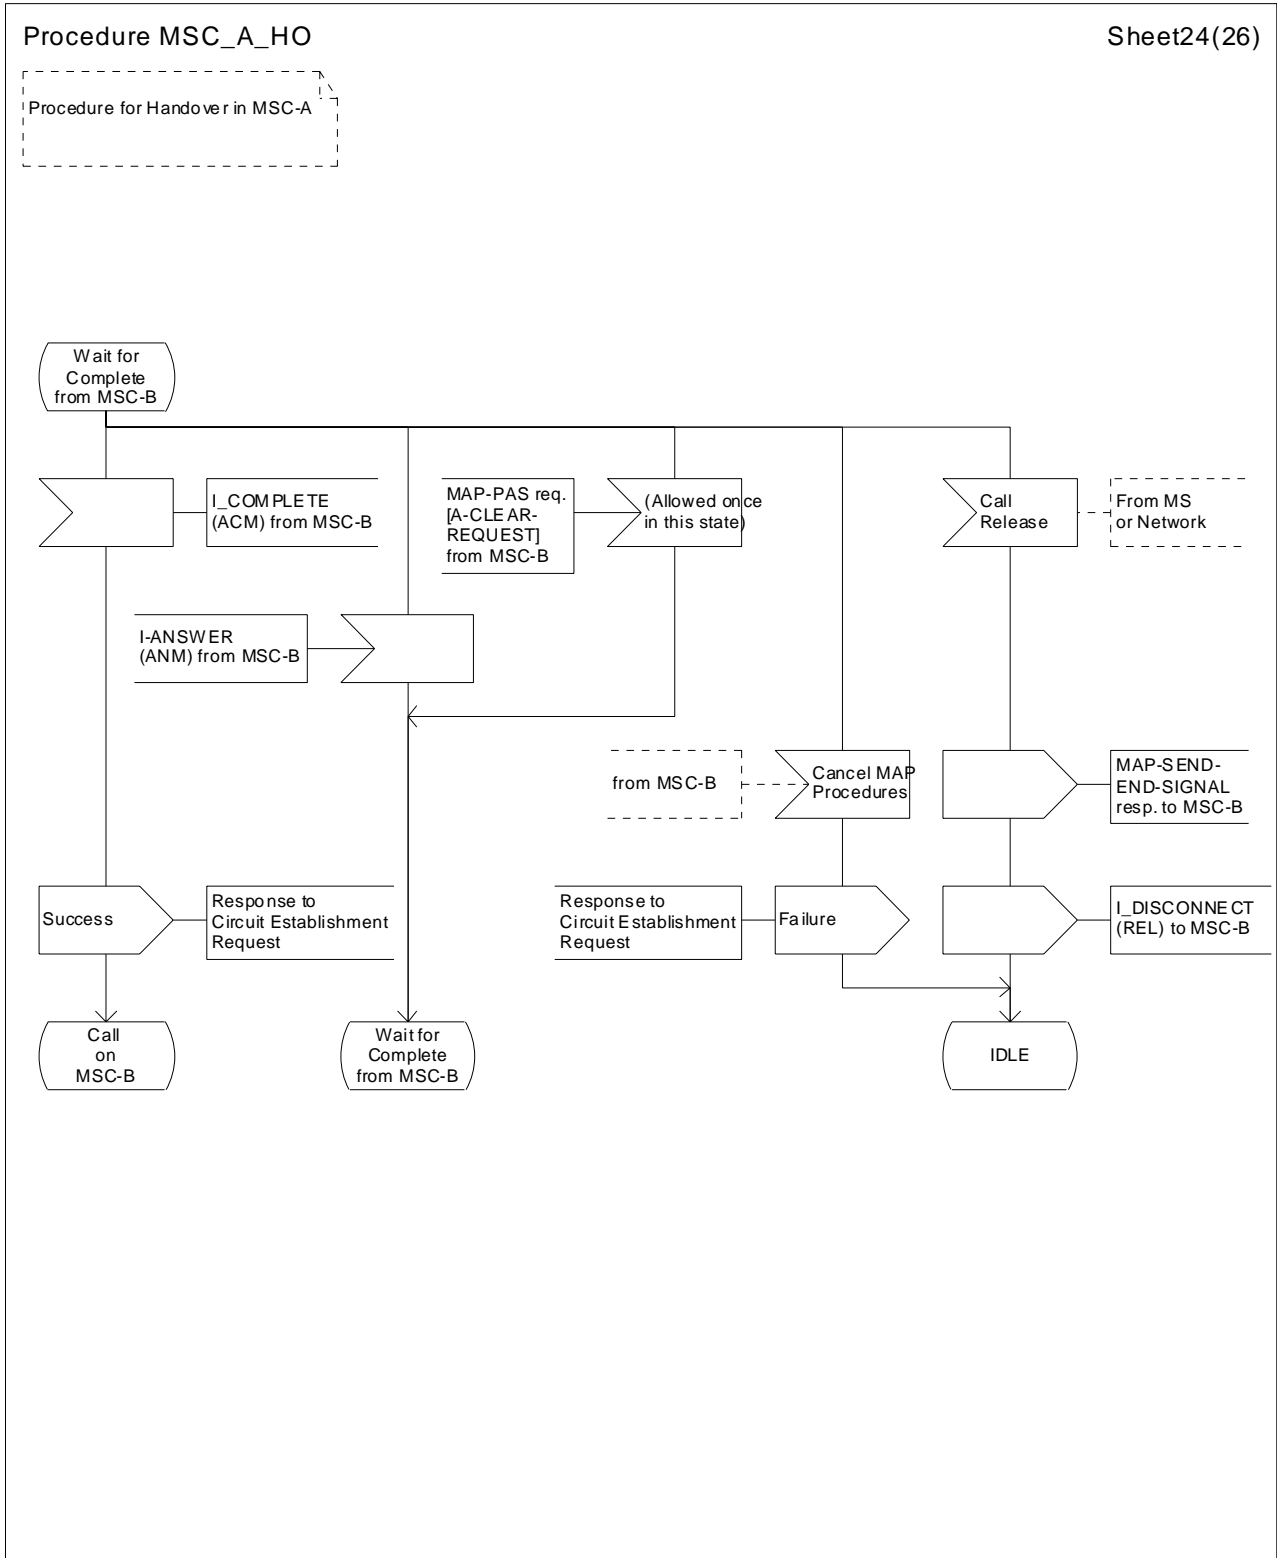 Procedure MSC_A_HO
Sheet24(26)
Procedure for Handover in MSC-A
Wait for
Complete
from MSC-B
I_COMPLETE
(ACM) from MSC-B
MAP-PAS req.
[A-CLEAR-
REQUEST]
from MSC-B
(Allowed once
in this state)
Call
Release
From MS
or Network
I-ANSWER
(ANM) from MSC-B
from MSC-B
Cancel MAP
Procedures
MAP-SEND-
END-SIGNAL
resp. to MSC-B
Success
Response to
Circuit Establishment
Request
Response to
Circuit Establishment
Request
Failure
I_DISCONNECT
(REL) to MSC-B
Call
on
MSC-B
Wait for
Complete
from MSC-B
IDLE